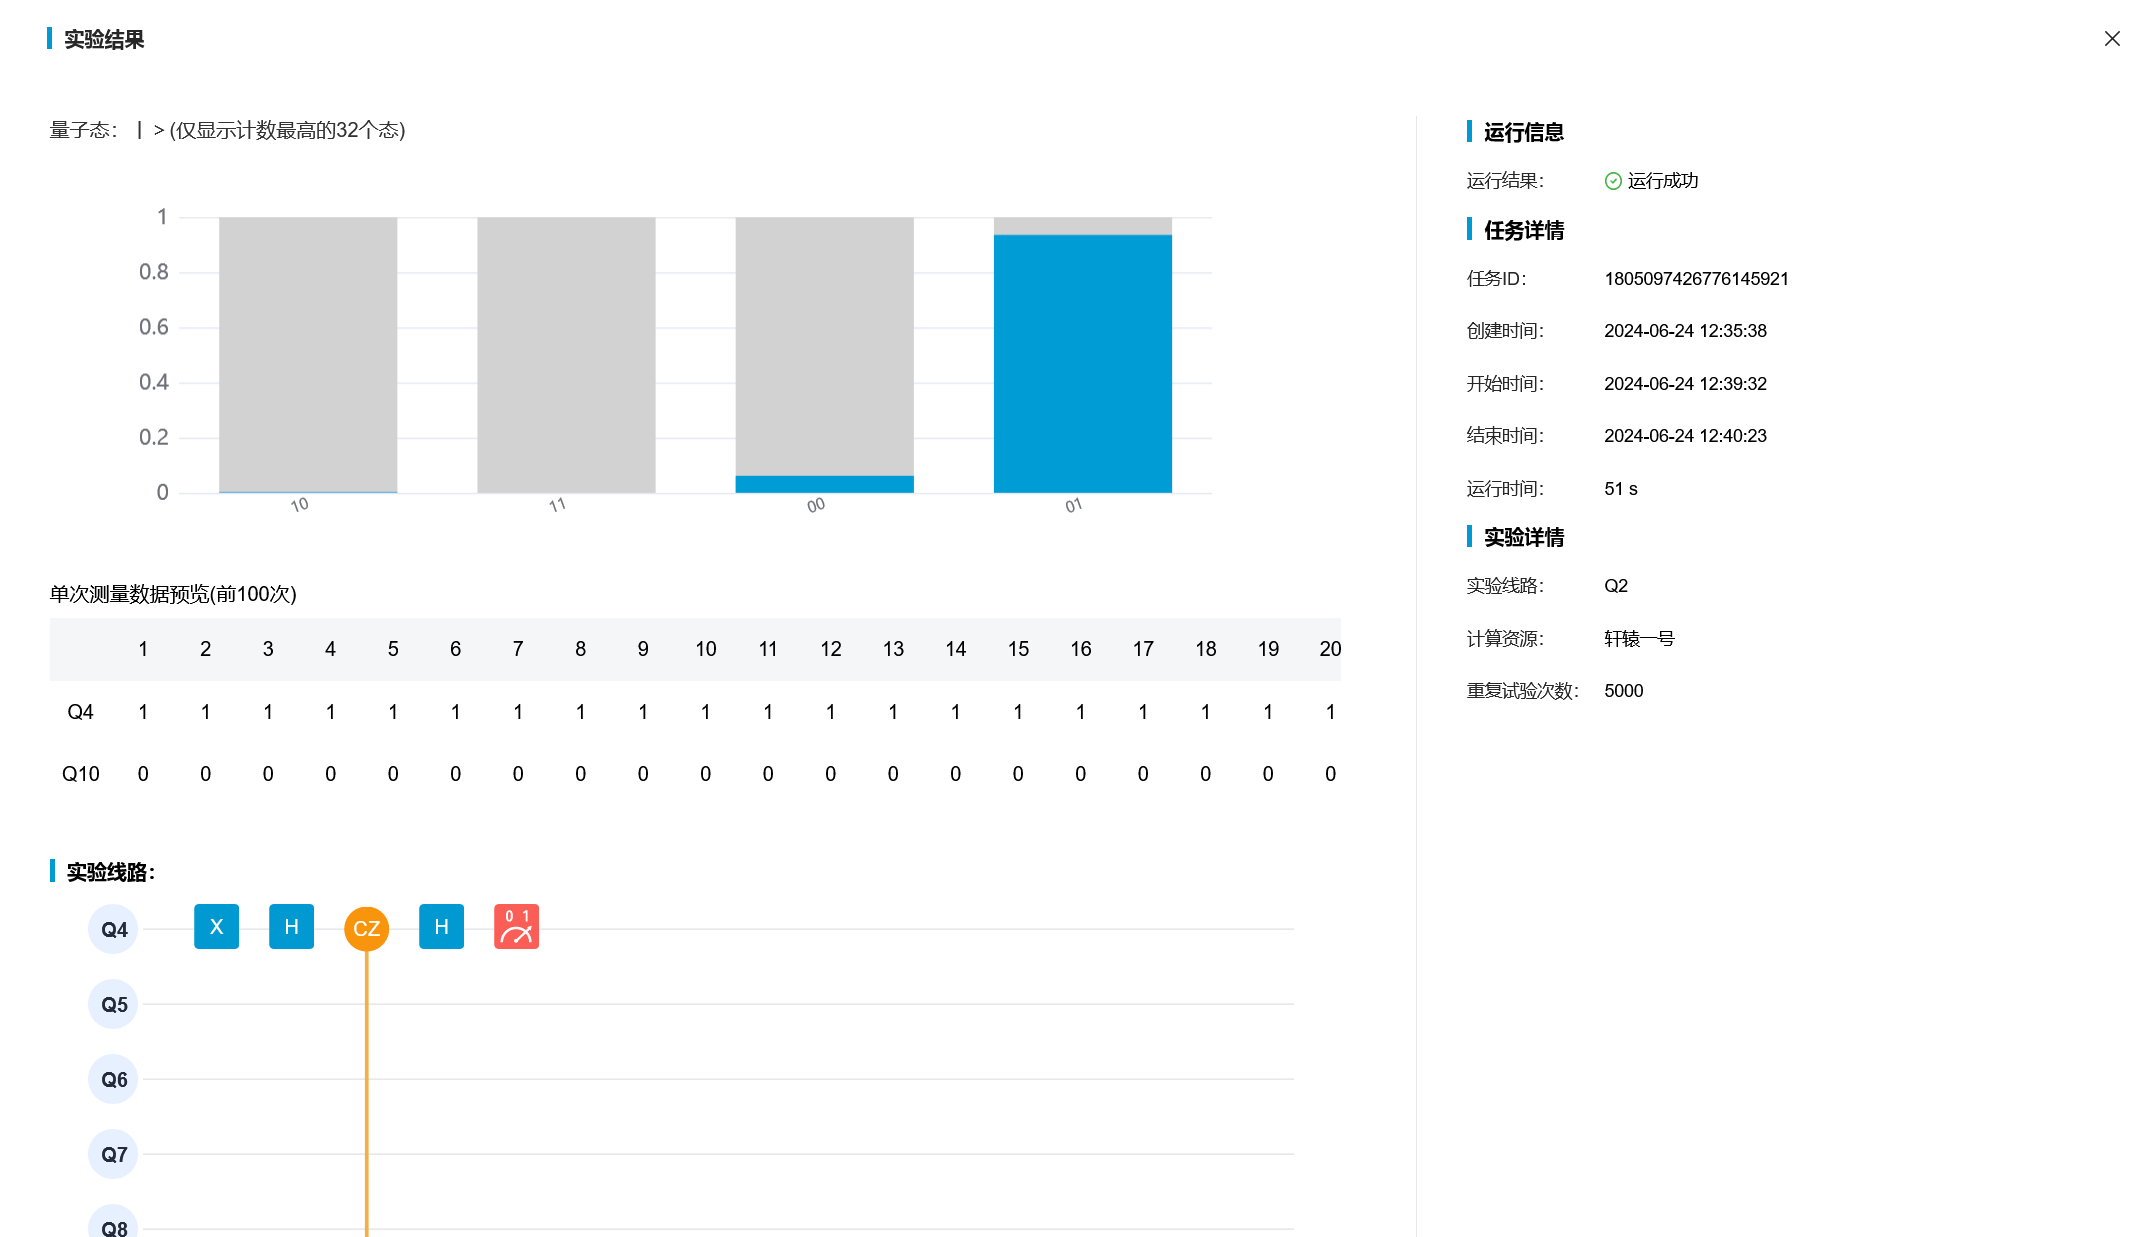 实验结果
量子态： | > (仅显示计数最高的32个态)
1
0.8
0.6
0.4
0.2
0
10 11 00 01
单次测量数据预览(前100次)
1 2 3 4 5 6 7 8 9 10 11 12 13 14 15 16 17 18 19 20
Q4 1 1 1 1 1 1 1 1 1 1 1 1 1 1 1 1 1 1 1 1
Q10 0 0 0 0 0 0 0 0 0 0 0 0 0 0 0 0 0 0 0 0
实验线路：
Q4 X H CZ H 0 1
Q5
Q6
Q7
Q8
运行信息
运行结果： 运行成功
任务详情
任务ID： 1805097426776145921
创建时间： 2024-06-24 12:35:38
开始时间： 2024-06-24 12:39:32
结束时间： 2024-06-24 12:40:23
运行时间： 51 s
实验详情
实验线路： Q2
计算资源： 轩辕一号
重复试验次数： 5000